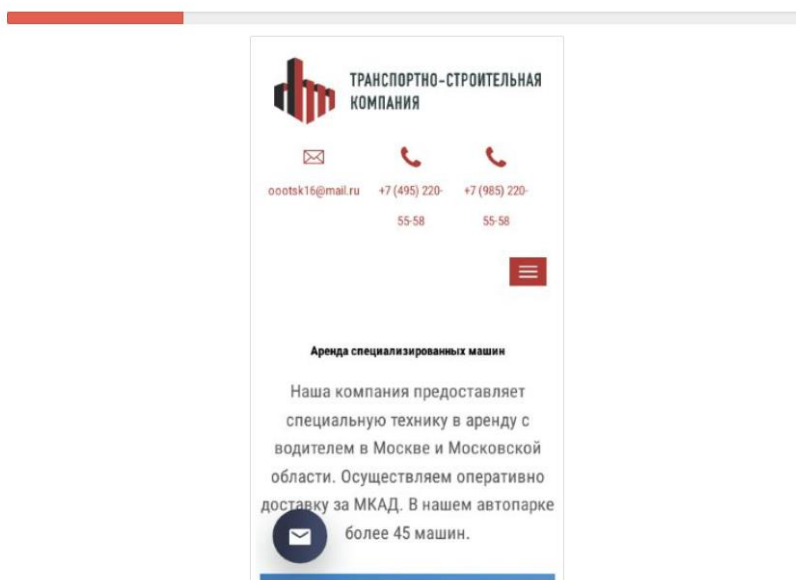 ТРАНСПОРТНО-СТРОИТЕЛЬНАЯ
КОМПАНИЯ
oootsk16@mail.ru
+7 (495) 220-
55-58
+7 (985) 220-
55-58
Аренда специализированных машин
Наша компания предоставляет
специальную технику в аренду с
водителем в Москве и Московской
области. Осуществляем оперативно
доставку за МКАД. В нашем автопарке
более 45 машин.